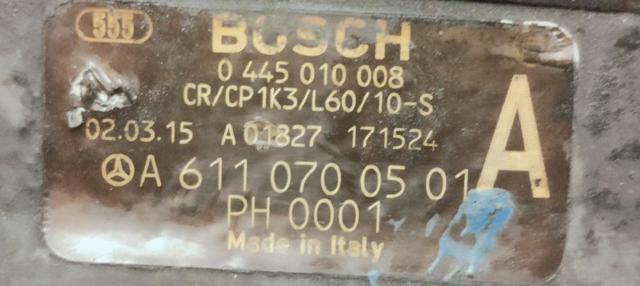 555
BOSCH
0 445 010 008
CR/CP1K3/L60/10-S
02.03.15 A 01827 171524
A 611 070 05 01
PH 0001
Made in Italy
A